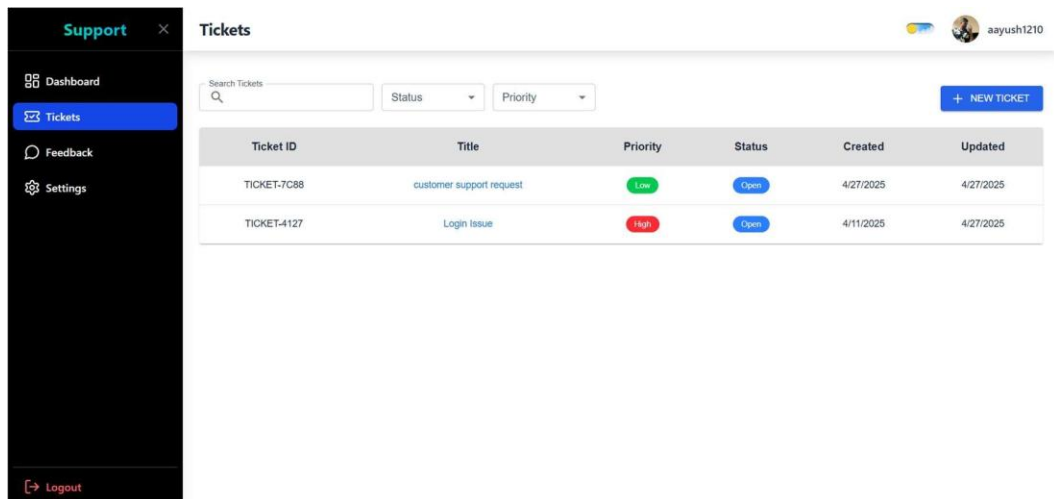 Support
Tickets
aayush1210
Dashboard
Tickets
Feedback
Settings
Logout
Search Tickets
Status
Priority
+ NEW TICKET
Ticket ID Title Priority Status Created Updated
TICKET-7C88 customer support request Low Open 4/27/2025 4/27/2025
TICKET-4127 Login Issue High Open 4/11/2025 4/27/2025